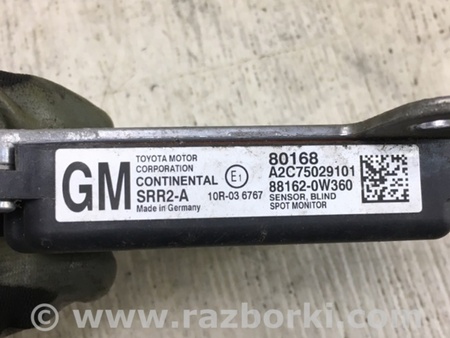 GM
TOYOTA MOTOR
CORPORATION
CONTINENTAL
SRR2-A
Made in Germany
E1
10R-03 6767
80168
A2C75029101
88162-0W360
SENSOR, BLIND
SPOT MONITOR
© www.razborki.com